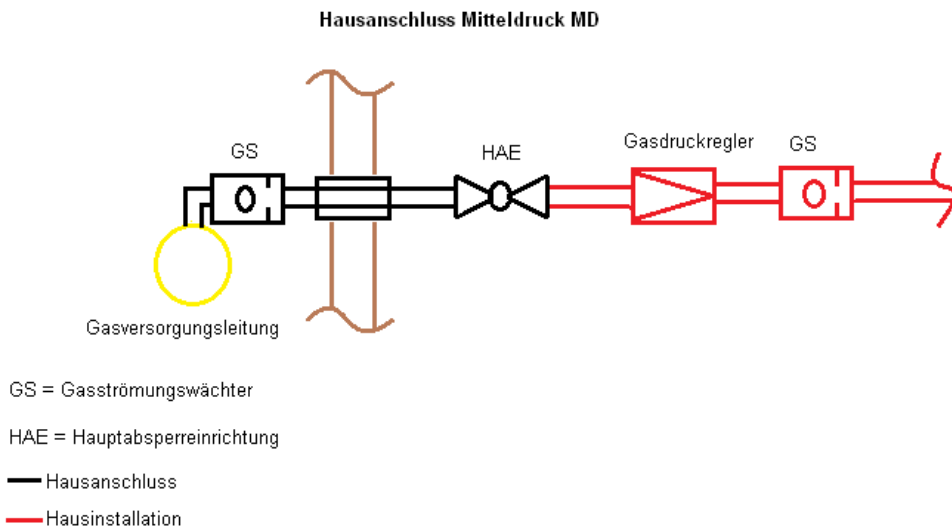 Hausanschluss Mitteldruck MD
GS
HAE
Gasdruckregler
GS
Gasversorgungsleitung
GS = Gasströmungswächter
HAE = Hauptabsperreinrichtung
Hausanschluss
Hausinstallation